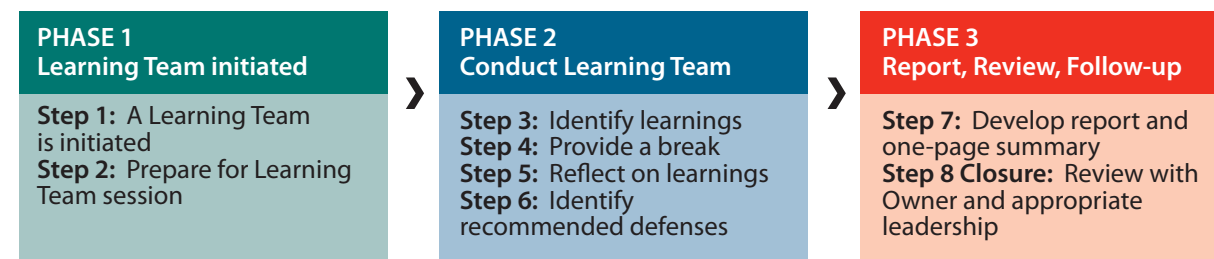 PHASE 1
Learning Team initiated
Step 1: A Learning Team
is initiated
Step 2: Prepare for Learning
Team session
❯
PHASE 2
Conduct Learning Team
Step 3: Identify learnings
Step 4: Provide a break
Step 5: Reflect on learnings
Step 6: Identify
recommended defenses
❯
PHASE 3
Report, Review, Follow-up
Step 7: Develop report and
one-page summary
Step 8 Closure: Review with
Owner and appropriate
leadership